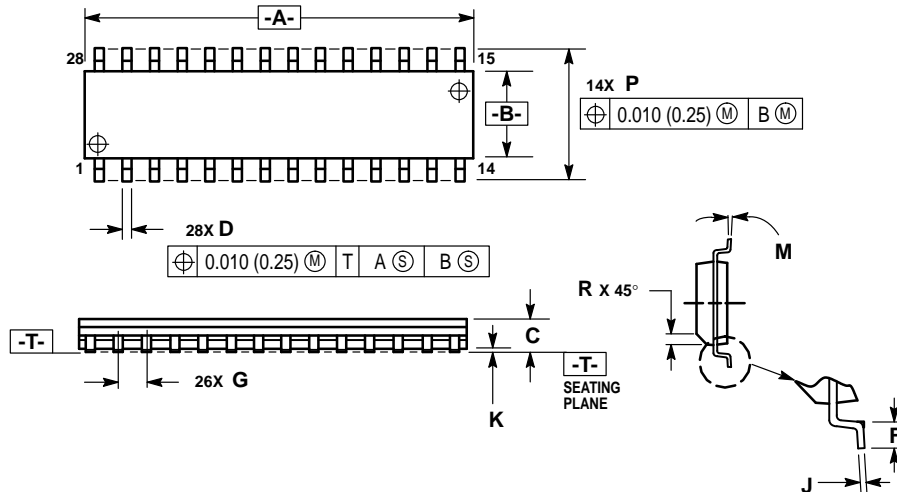 -A-
28
15
14X P
-B-
⌖ 0.010 (0.25) Ⓜ B Ⓜ
1
14
28X D
⌖ 0.010 (0.25) Ⓜ T A Ⓢ B Ⓢ
M
R X 45°
-T-
C
-T-
SEATING
PLANE
26X G
K
F
J